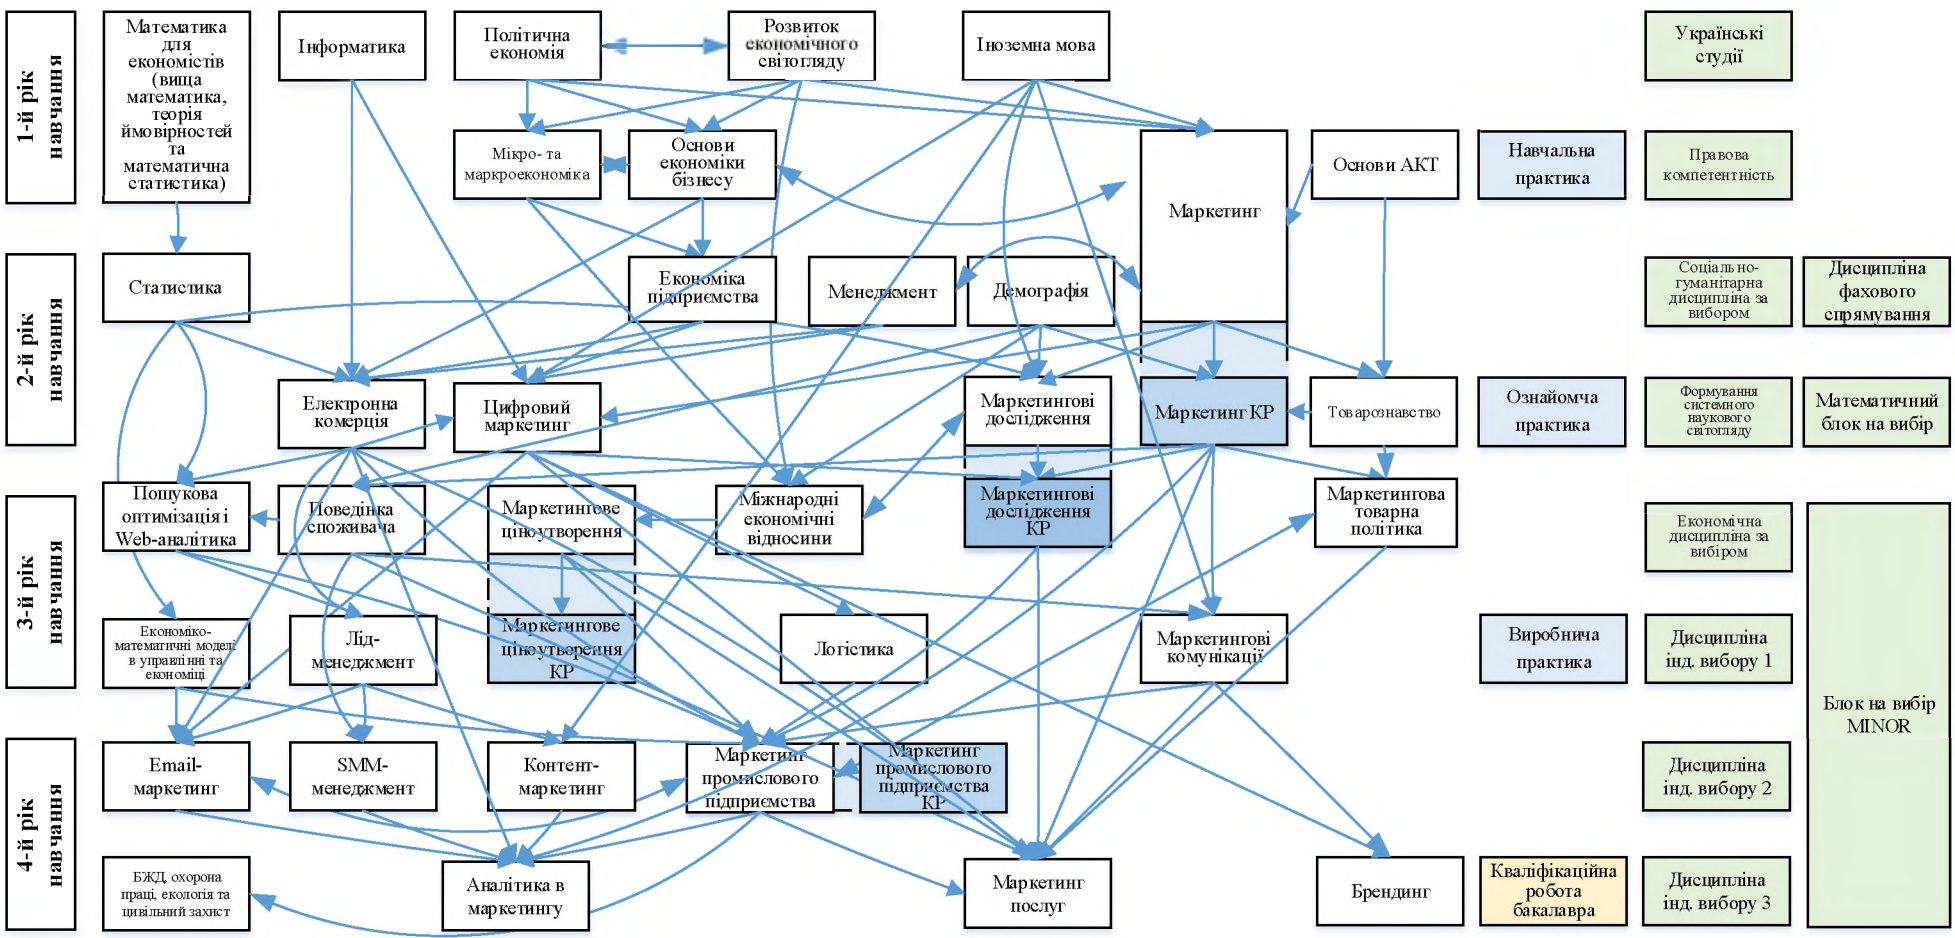 1-й рік
навчання
Математика
для
економістів
(вища
математика,
теорія
ймовірностей
та
математична
статистика)
Інформатика
Політична
економія
Розвиток
економічного
світогляду
Іноземна мова
Українські
студії
Мікро- та
маркроекономіка
Основи
економіки
бізнесу
Маркетинг
Основи АКТ
Навчальна
практика
Правова
компетентність
2-й рік
навчання
Статистика
Економіка
підприємства
Менеджмент
Демографія
Соціально-
гуманітарна
дисципліна за
вибором
Дисципліна
фахового
спрямування
Електронна
комерція
Цифровий
маркетинг
Маркетингові
дослідження
Маркетинг КР
Товарознавство
Ознайомча
практика
Формування
системного
наукового
світогляду
Математичний
блок на вибір
3-й рік
навчання
Пошукова
оптимізація і
Web-аналітика
Поведінка
споживача
Маркетингове
ціноутворення
Міжнародні
економічні
відносини
Маркетингові
дослідження
КР
Маркетингова
товарна
політика
Економічна
дисципліна за
вибіром
Блок на вибір
MINOR
Економіко-
математичні моделі
в управлінні та
економіці
Лід-
менеджмент
Маркетингове
ціноутворення
КР
Логістика
Маркетингові
комунікації
Виробнича
практика
Дисципліна
інд. вибору 1
4-й рік
навчання
Email-
маркетинг
SMM-
менеджмент
Контент-
маркетинг
Маркетинг
промислового
підприємства
Маркетинг
промислового
підприємства
КР
Дисципліна
інд. вибору 2
БЖД, охорона
праці, екологія та
цивільний захист
Аналітика в
маркетингу
Маркетинг
послуг
Брендинг
Кваліфікаційна
робота
бакалавра
Дисципліна
інд. вибору 3